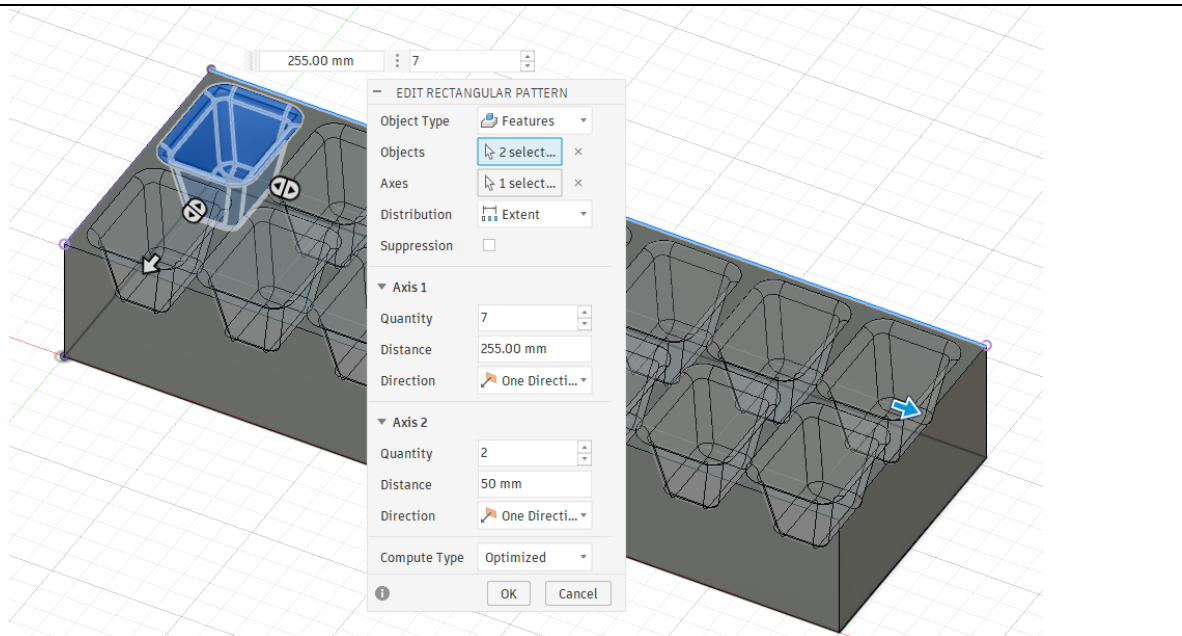 255.00 mm 7
EDIT RECTANGULAR PATTERN
Object Type Features
Objects 2 select...
Axes 1 select...
Distribution Extent
Suppression
Axis 1
Quantity 7
Distance 255.00 mm
Direction One Directi...
Axis 2
Quantity 2
Distance 50 mm
Direction One Directi...
Compute Type Optimized
OK Cancel